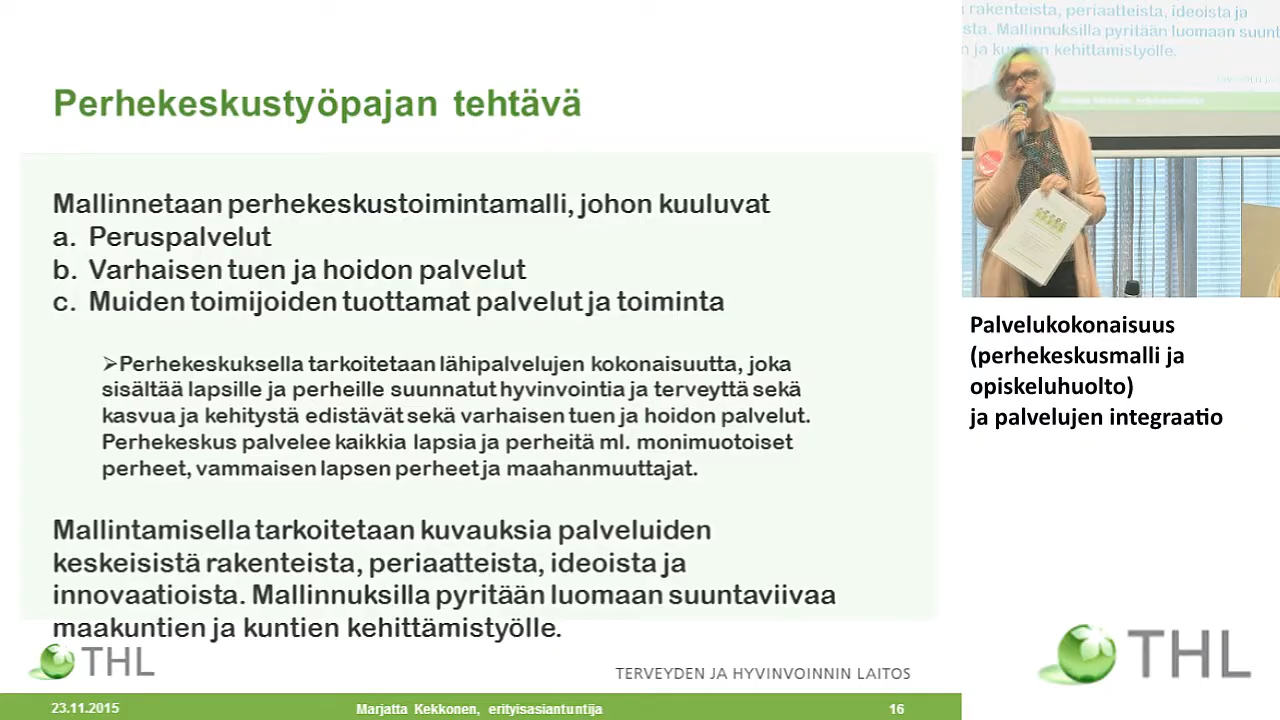 Perhekeskustyöpajan tehtävä
Mallinnetaan perhekeskustoimintamalli, johon kuuluvat
a. Peruspalvelut
b. Varhaisen tuen ja hoidon palvelut
c. Muiden toimijoiden tuottamat palvelut ja toiminta
➢Perhekeskuksella tarkoitetaan lähipalvelujen kokonaisuutta, joka
sisältää lapsille ja perheille suunnatut hyvinvointia ja terveyttä sekä
kasvua ja kehitystä edistävät sekä varhaisen tuen ja hoidon palvelut.
Perhekeskus palvelee kaikkia lapsia ja perheitä ml. monimuotoiset
perheet, vammaisen lapsen perheet ja maahanmuuttajat.
Mallintamisella tarkoitetaan kuvauksia palveluiden
keskeisistä rakenteista, periaatteista, ideoista ja
innovaatioista. Mallinnuksilla pyritään luomaan suuntaviivaa
maakuntien ja kuntien kehittämistyölle.
THL
TERVEYDEN JA HYVINVOINNIN LAITOS
23.11.2015
Marjatta Kekkonen, erityisasiantuntija
16
rakenteista, periaatteista, ideoista ja
sta. Mallinnuksilla pyritään luomaan suunt
n ja kuntien kehittämistyölle.
Palvelukokonaisuus
(perhekeskusmalli ja
opiskeluhuolto)
ja palvelujen integraatio
THL